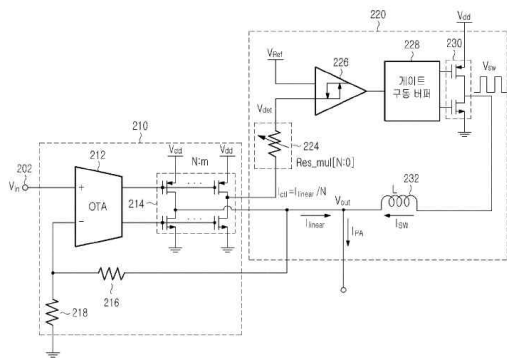 220
Vdd
228
230
VRef
226
Vsw
게이트
구동 버퍼
Vdet
224
Res_mul[N:0]
210
Vdd
N:m
Vdd
212
202
Vin
+
OTA
-
214
Ictl=Ilinear/N
Vout
L
232
Ilinear
ISW
IPA
216
218